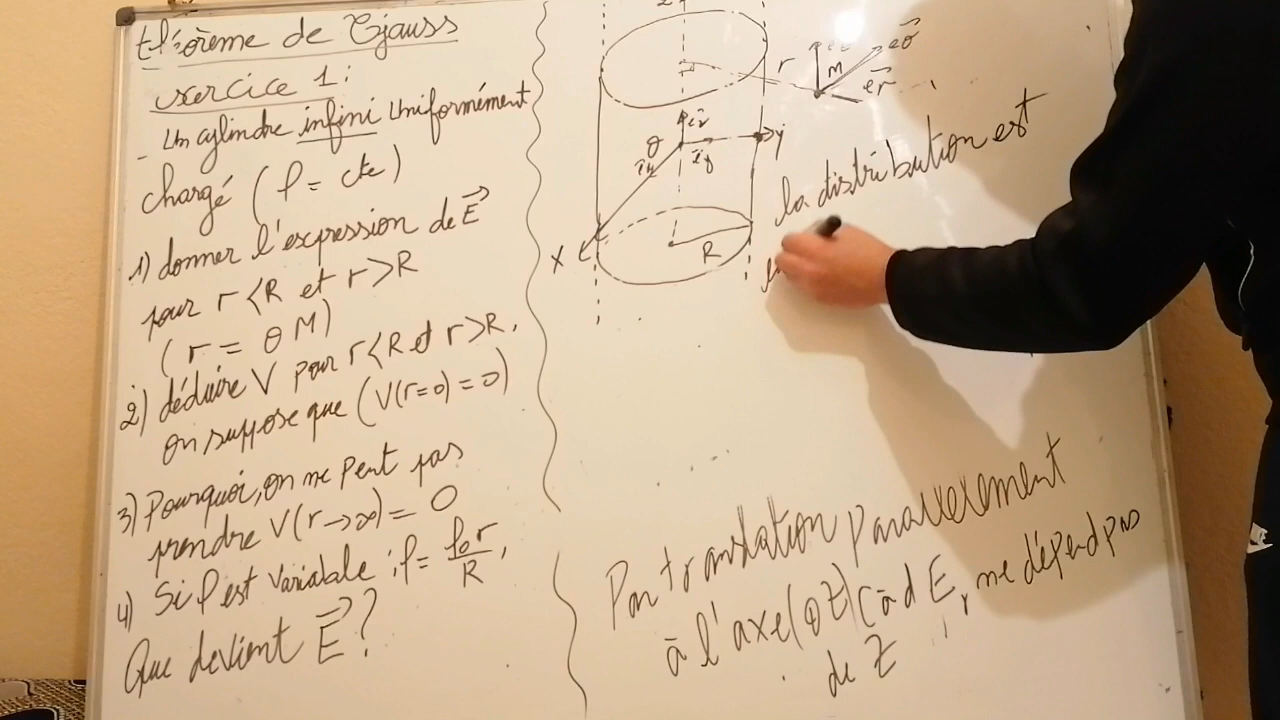 théorème de Gauss
exercice 1 :
- Un cylindre infini Uniformément
chargé ( ρ = cte )
1) donner l'expression de E⃗
pour r < R et r > R
( r = OM )
2) déduire V pour r<R et r>R,
on suppose que (V(r=0)=0)
3) Pourquoi, on ne peut pas
prendre V(r→∞) = 0
4) Si ρ est variable ; ρ = ρ₀r/R,
Que devient E⃗ ?
z
r
M
eθ⃗
er⃗
O
y
x
R
la distribution est
Par translation parallèlement
à l'axe(OZ) càd E, ne dépend pas
de Z